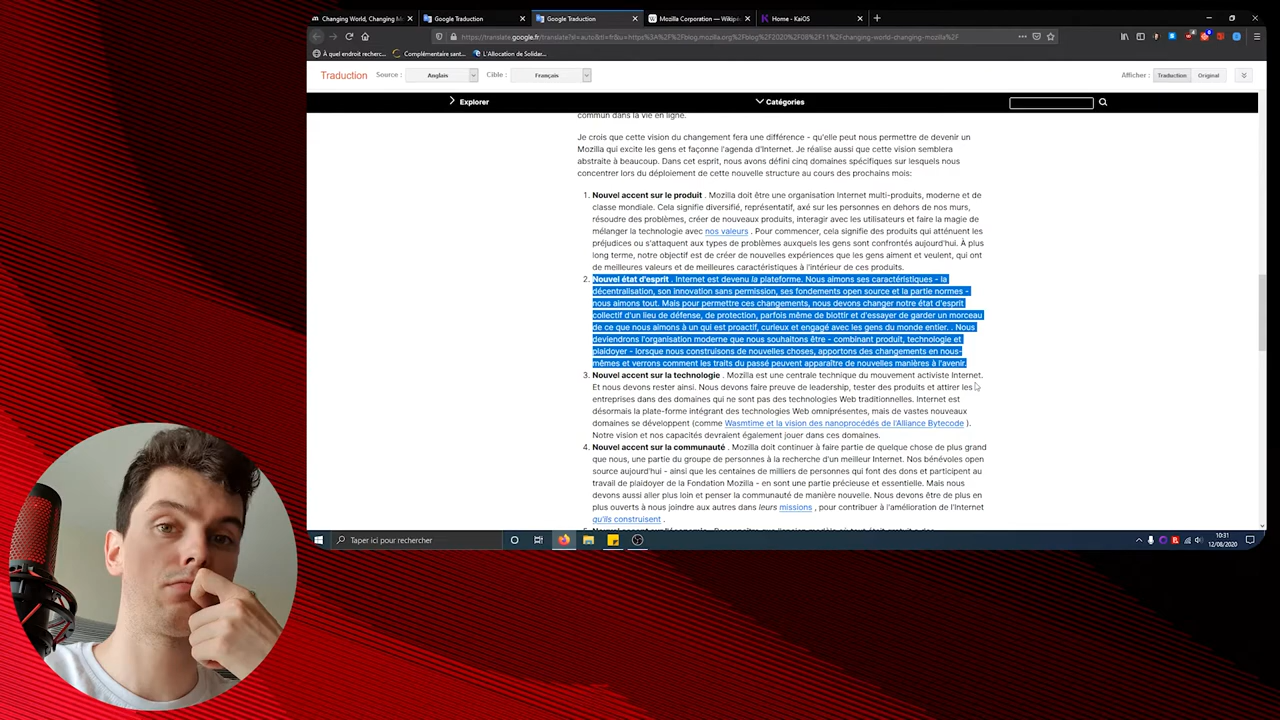 Changing World, Changing M
Google Traduction
Google Traduction
Mozilla Corporation — Wikip
Home - KaiOS
https://translate.google.fr/translate?sl=auto&tl=fr&u=https%3A%2F%2Fblog.mozilla.org%2Fblog%2F2020%2F08%2F11%2Fchanging-world-changing-mozilla%2F
À quel endroit recherc...
Complémentaire sant...
L'Allocation de Solidar...
Traduction
Source :
Anglais
Cible :
Français
Afficher :
Traduction
Original
Explorer
Catégories
commun dans la vie en ligne.
Je crois que cette vision du changement fera une différence - qu'elle peut nous permettre de devenir un
Mozilla qui excite les gens et façonne l'agenda d'Internet. Je réalise aussi que cette vision semblera
abstraite à beaucoup. Dans cet esprit, nous avons défini cinq domaines spécifiques sur lesquels nous
concentrer lors du déploiement de cette nouvelle structure au cours des prochains mois:
1. Nouvel accent sur le produit . Mozilla doit être une organisation Internet multi-produits, moderne et de
classe mondiale. Cela signifie diversifié, représentatif, axé sur les personnes en dehors de nos murs,
résoudre des problèmes, créer de nouveaux produits, interagir avec les utilisateurs et faire la magie de
mélanger la technologie avec nos valeurs . Pour commencer, cela signifie des produits qui atténuent les
préjudices ou s'attaquent aux types de problèmes auxquels les gens sont confrontés aujourd'hui. À plus
long terme, notre objectif est de créer de nouvelles expériences que les gens aiment et veulent, qui ont
de meilleures valeurs et de meilleures caractéristiques à l'intérieur de ces produits.
2. Nouvel état d'esprit . Internet est devenu la plateforme. Nous aimons ses caractéristiques - la
décentralisation, son innovation sans permission, ses fondements open source et la partie normes -
nous aimons tout. Mais pour permettre ces changements, nous devons changer notre état d'esprit
collectif d'un lieu de défense, de protection, parfois même de blottir et d'essayer de garder un morceau
de ce que nous aimons à un qui est proactif, curieux et engagé avec les gens du monde entier. . Nous
deviendrons l'organisation moderne que nous souhaitons être - combinant produit, technologie et
plaidoyer - lorsque nous construisons de nouvelles choses, apportons des changements en nous-
mêmes et verrons comment les traits du passé peuvent apparaître de nouvelles manières à l'avenir.
3. Nouvel accent sur la technologie . Mozilla est une centrale technique du mouvement activiste Internet.
Et nous devons rester ainsi. Nous devons faire preuve de leadership, tester des produits et attirer les
entreprises dans des domaines qui ne sont pas des technologies Web traditionnelles. Internet est
désormais la plate-forme intégrant des technologies Web omniprésentes, mais de vastes nouveaux
domaines se développent (comme Wasmtime et la vision des nanoprocédés de l'Alliance Bytecode ).
Notre vision et nos capacités devraient également jouer dans ces domaines.
4. Nouvel accent sur la communauté . Mozilla doit continuer à faire partie de quelque chose de plus grand
que nous, une partie du groupe de personnes à la recherche d'un meilleur Internet. Nos bénévoles open
source aujourd'hui - ainsi que les centaines de milliers de personnes qui font des dons et participent au
travail de plaidoyer de la Fondation Mozilla - en sont une partie précieuse et essentielle. Mais nous
devons aussi aller plus loin et penser la communauté de manière nouvelle. Nous devons être de plus en
plus ouverts à nous joindre aux autres dans leurs missions , pour contribuer à l'amélioration de l'Internet
qu'ils construisent .
Taper ici pour rechercher
10:31
12/08/2020